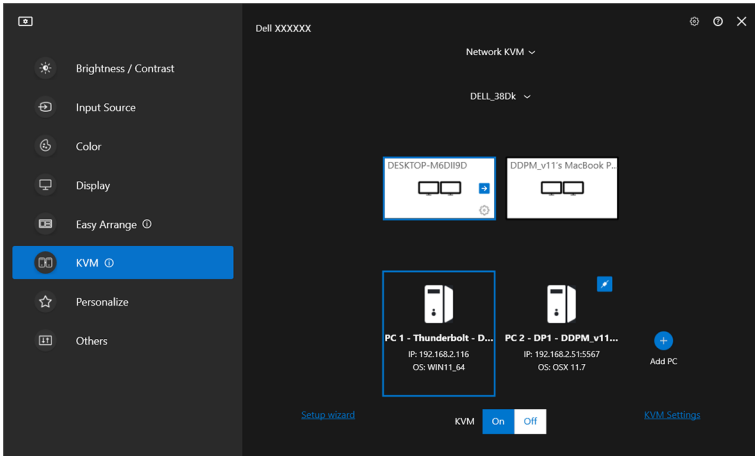 Dell XXXXXX
Network KVM
DELL_38Dk
Brightness / Contrast
Input Source
Color
Display
Easy Arrange
KVM
Personalize
Others
DESKTOP-M6DII9D
DDPM_v11's MacBook P...
PC 1 - Thunderbolt - D...
IP: 192.168.2.116
OS: WIN11_64
PC 2 - DP1 - DDPM_v11...
IP: 192.168.2.51:5567
OS: OSX 11.7
Add PC
Setup wizard
KVM On Off
KVM Settings